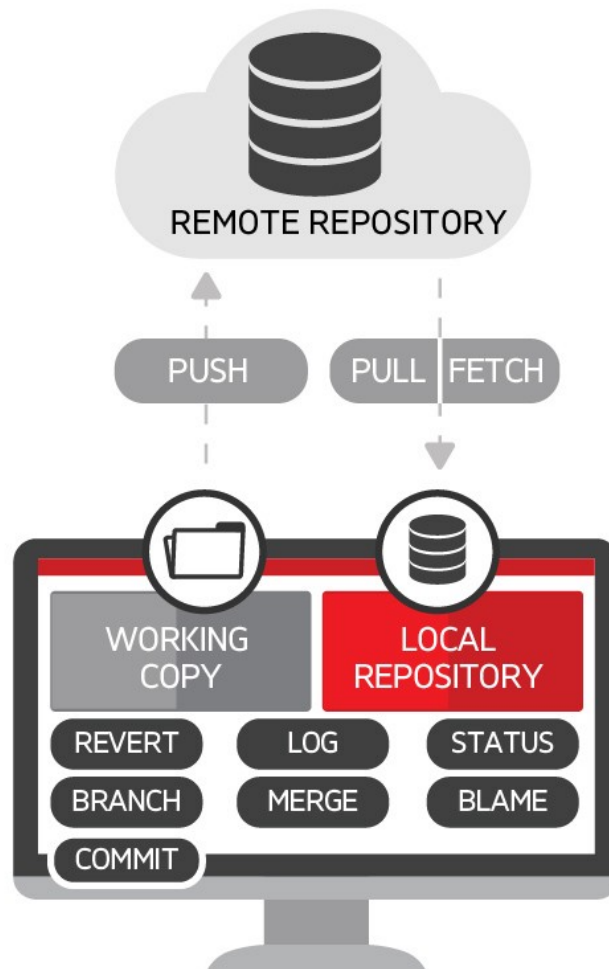 REMOTE REPOSITORY
PUSH
PULL FETCH
WORKING
COPY
LOCAL
REPOSITORY
REVERT LOG STATUS
BRANCH MERGE BLAME
COMMIT